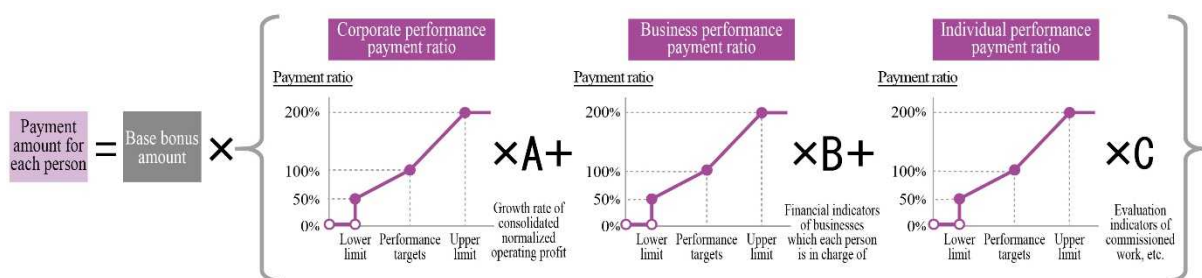 Corporate performance
payment ratio
Business performance
payment ratio
Individual performance
payment ratio
Payment
amount for
each person
=
Base bonus
amount
×
Payment ratio
200%
100%
50%
0%
Lower
limit
Performance
targets
Upper
limit
×A+
Growth rate of
consolidated
normalized
operating profit
Payment ratio
200%
100%
50%
0%
Lower
limit
Performance
targets
Upper
limit
×B+
Financial indicators
of businesses
which each person
is in charge of
Payment ratio
200%
100%
50%
0%
Lower
limit
Performance
targets
Upper
limit
×C
Evaluation
indicators of
commissioned
work, etc.